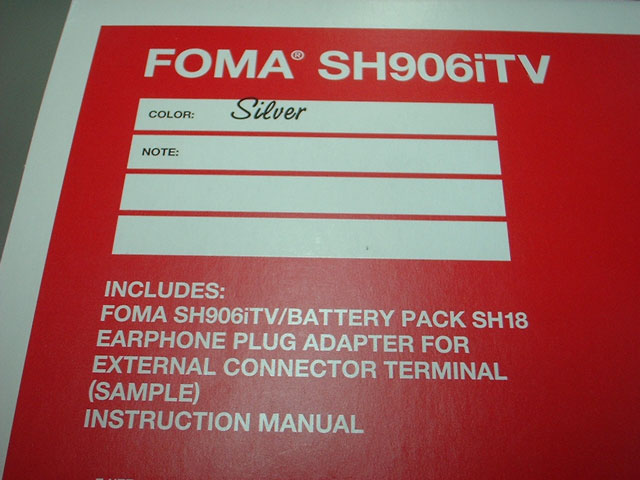 FOMA® SH906iTV
COLOR: Silver
NOTE:
INCLUDES:
FOMA SH906iTV/BATTERY PACK SH18
EARPHONE PLUG ADAPTER FOR
EXTERNAL CONNECTOR TERMINAL
(SAMPLE)
INSTRUCTION MANUAL